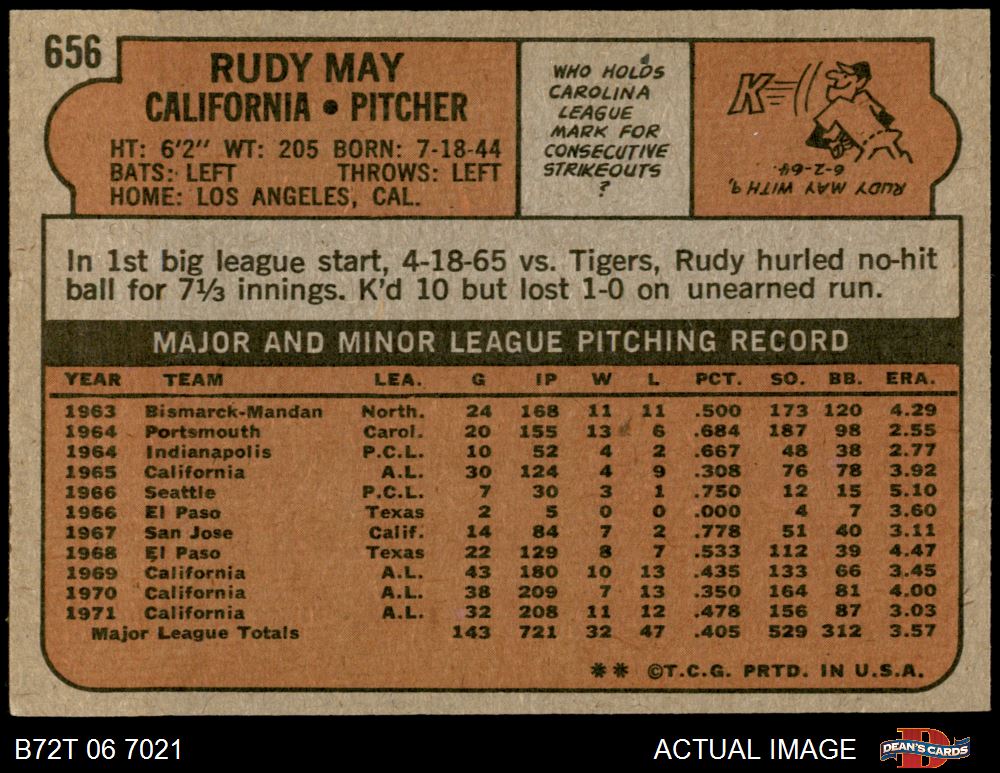 656
RUDY MAY
CALIFORNIA • PITCHER
HT: 6'2" WT: 205 BORN: 7-18-44
BATS: LEFT THROWS: LEFT
HOME: LOS ANGELES, CAL.
WHO HOLDS
CAROLINA
LEAGUE
MARK FOR
CONSECUTIVE
STRIKEOUTS
?
K
RUDY MAY WITH 9,
6-2-64.
In 1st big league start, 4-18-65 vs. Tigers, Rudy hurled no-hit
ball for 7⅓ innings. K'd 10 but lost 1-0 on unearned run.
MAJOR AND MINOR LEAGUE PITCHING RECORD
YEAR TEAM LEA. G IP W L PCT. SO. BB. ERA.
1963 Bismarck-Mandan North. 24 168 11 11 .500 173 120 4.29
1964 Portsmouth Carol. 20 155 13 6 .684 187 98 2.55
1964 Indianapolis P.C.L. 10 52 4 2 .667 48 38 2.77
1965 California A.L. 30 124 4 9 .308 76 78 3.92
1966 Seattle P.C.L. 7 30 3 1 .750 12 15 5.10
1966 El Paso Texas 2 5 0 0 .000 4 7 3.60
1967 San Jose Calif. 14 84 7 2 .778 51 40 3.11
1968 El Paso Texas 22 129 8 7 .533 112 39 4.47
1969 California A.L. 43 180 10 13 .435 133 66 3.45
1970 California A.L. 38 209 7 13 .350 164 81 4.00
1971 California A.L. 32 208 11 12 .478 156 87 3.03
Major League Totals 143 721 32 47 .405 529 312 3.57
** ©T.C.G. PRTD. IN U.S.A.
B72T 06 7021 ACTUAL IMAGE DEAN'S CARDS